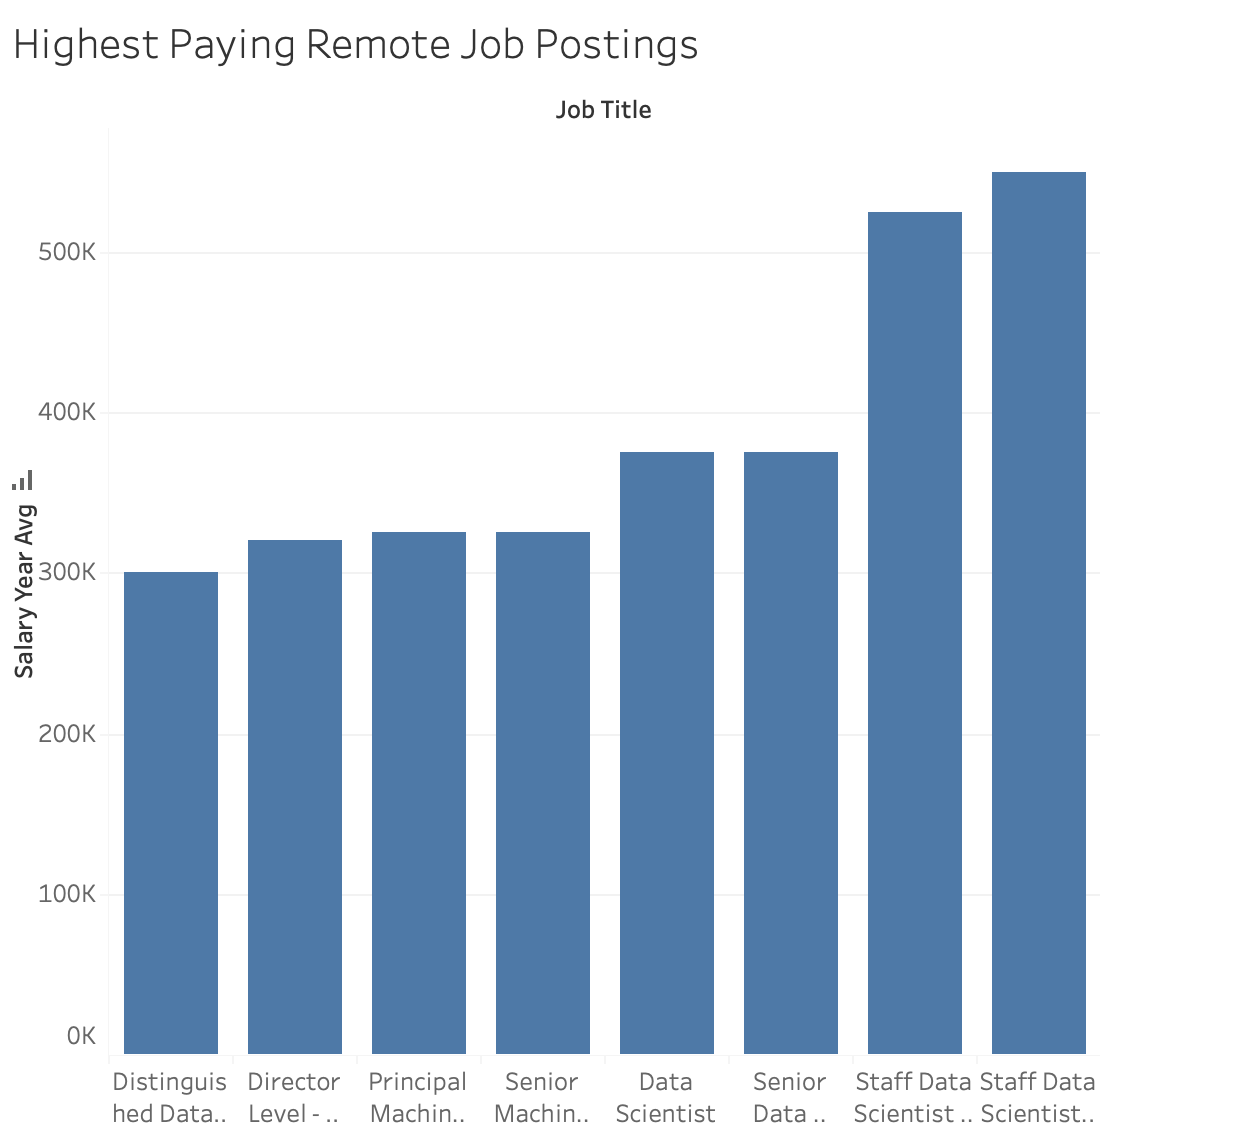 Highest Paying Remote Job Postings
Job Title
500K
400K
300K
200K
100K
0K
Salary Year Avg
Distinguis
hed Data..
Director
Level - ..
Principal
Machin..
Senior
Machin..
Data
Scientist
Senior
Data ..
Staff Data
Scientist ..
Staff Data
Scientist..